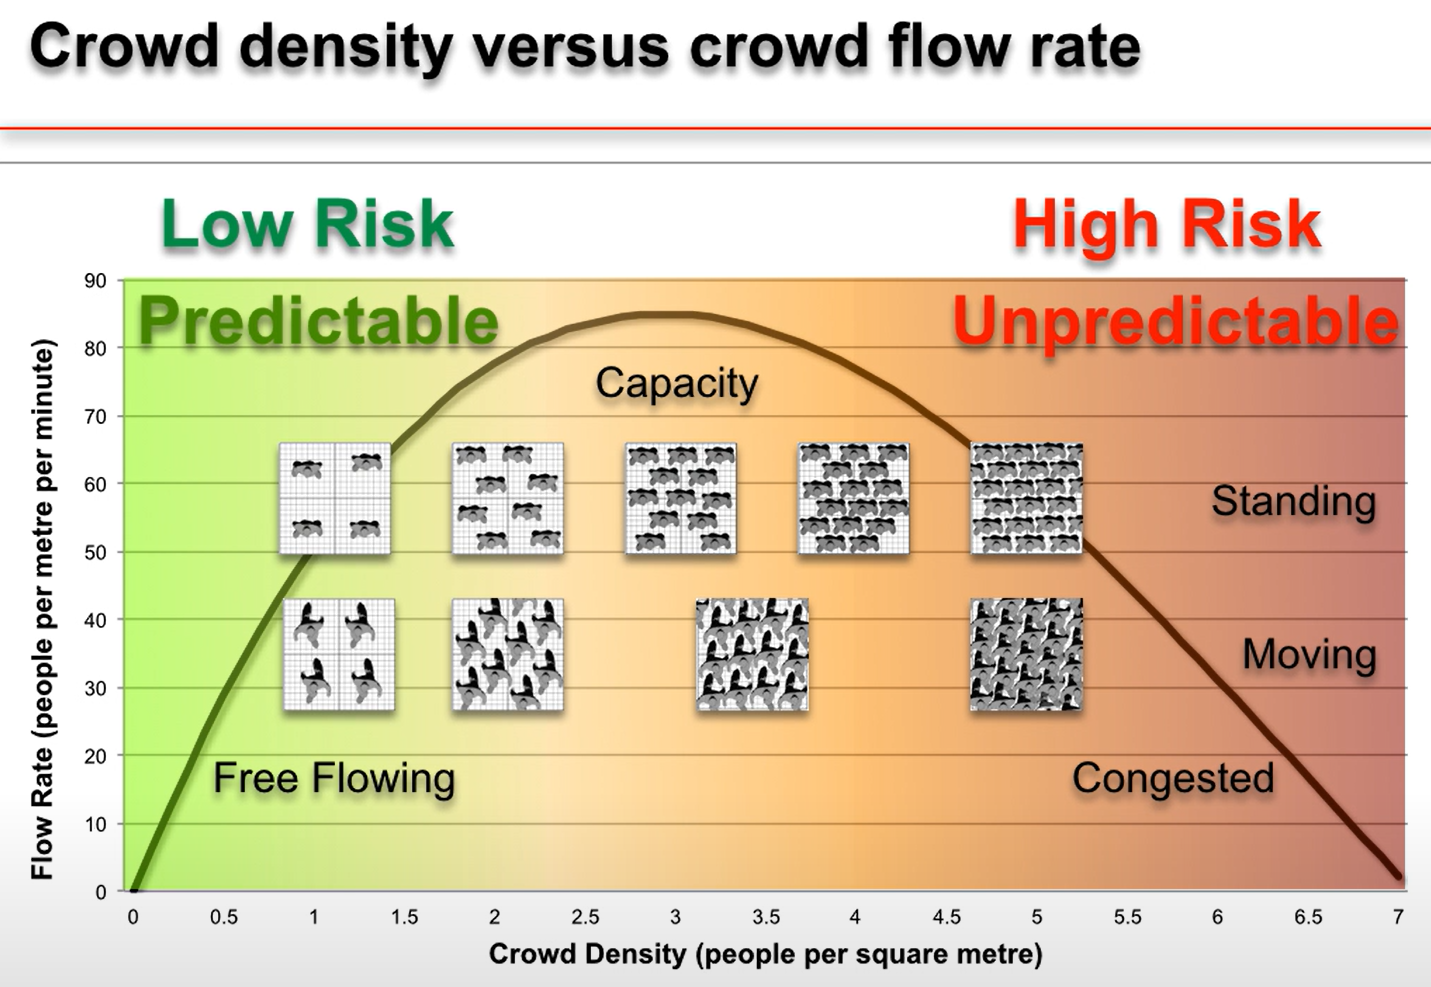 Crowd density versus crowd flow rate
Low Risk
High Risk
Predictable
Unpredictable
Capacity
Standing
Moving
Free Flowing
Congested
Flow Rate (people per metre per minute)
90
80
70
60
50
40
30
20
10
0
0 0.5 1 1.5 2 2.5 3 3.5 4 4.5 5 5.5 6 6.5 7
Crowd Density (people per square metre)